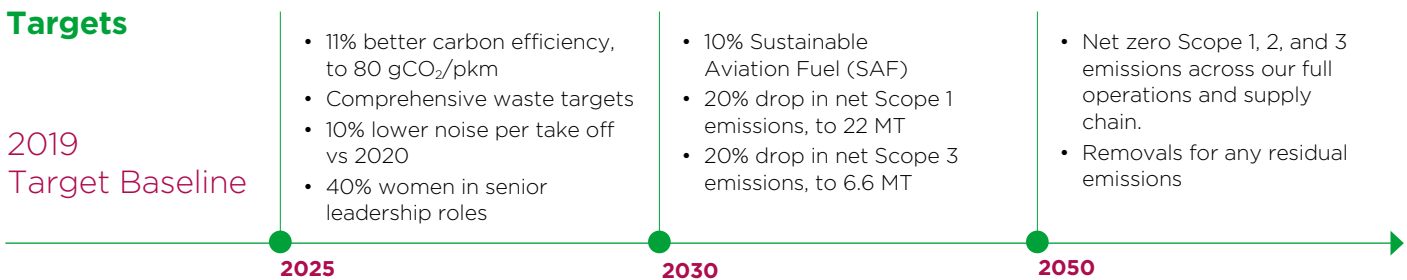 Targets
2019
Target Baseline
• 11% better carbon efficiency,
to 80 gCO₂/pkm
• Comprehensive waste targets
• 10% lower noise per take off
vs 2020
• 40% women in senior
leadership roles
2025
• 10% Sustainable
Aviation Fuel (SAF)
• 20% drop in net Scope 1
emissions, to 22 MT
• 20% drop in net Scope 3
emissions, to 6.6 MT
2030
• Net zero Scope 1, 2, and 3
emissions across our full
operations and supply
chain.
• Removals for any residual
emissions
2050